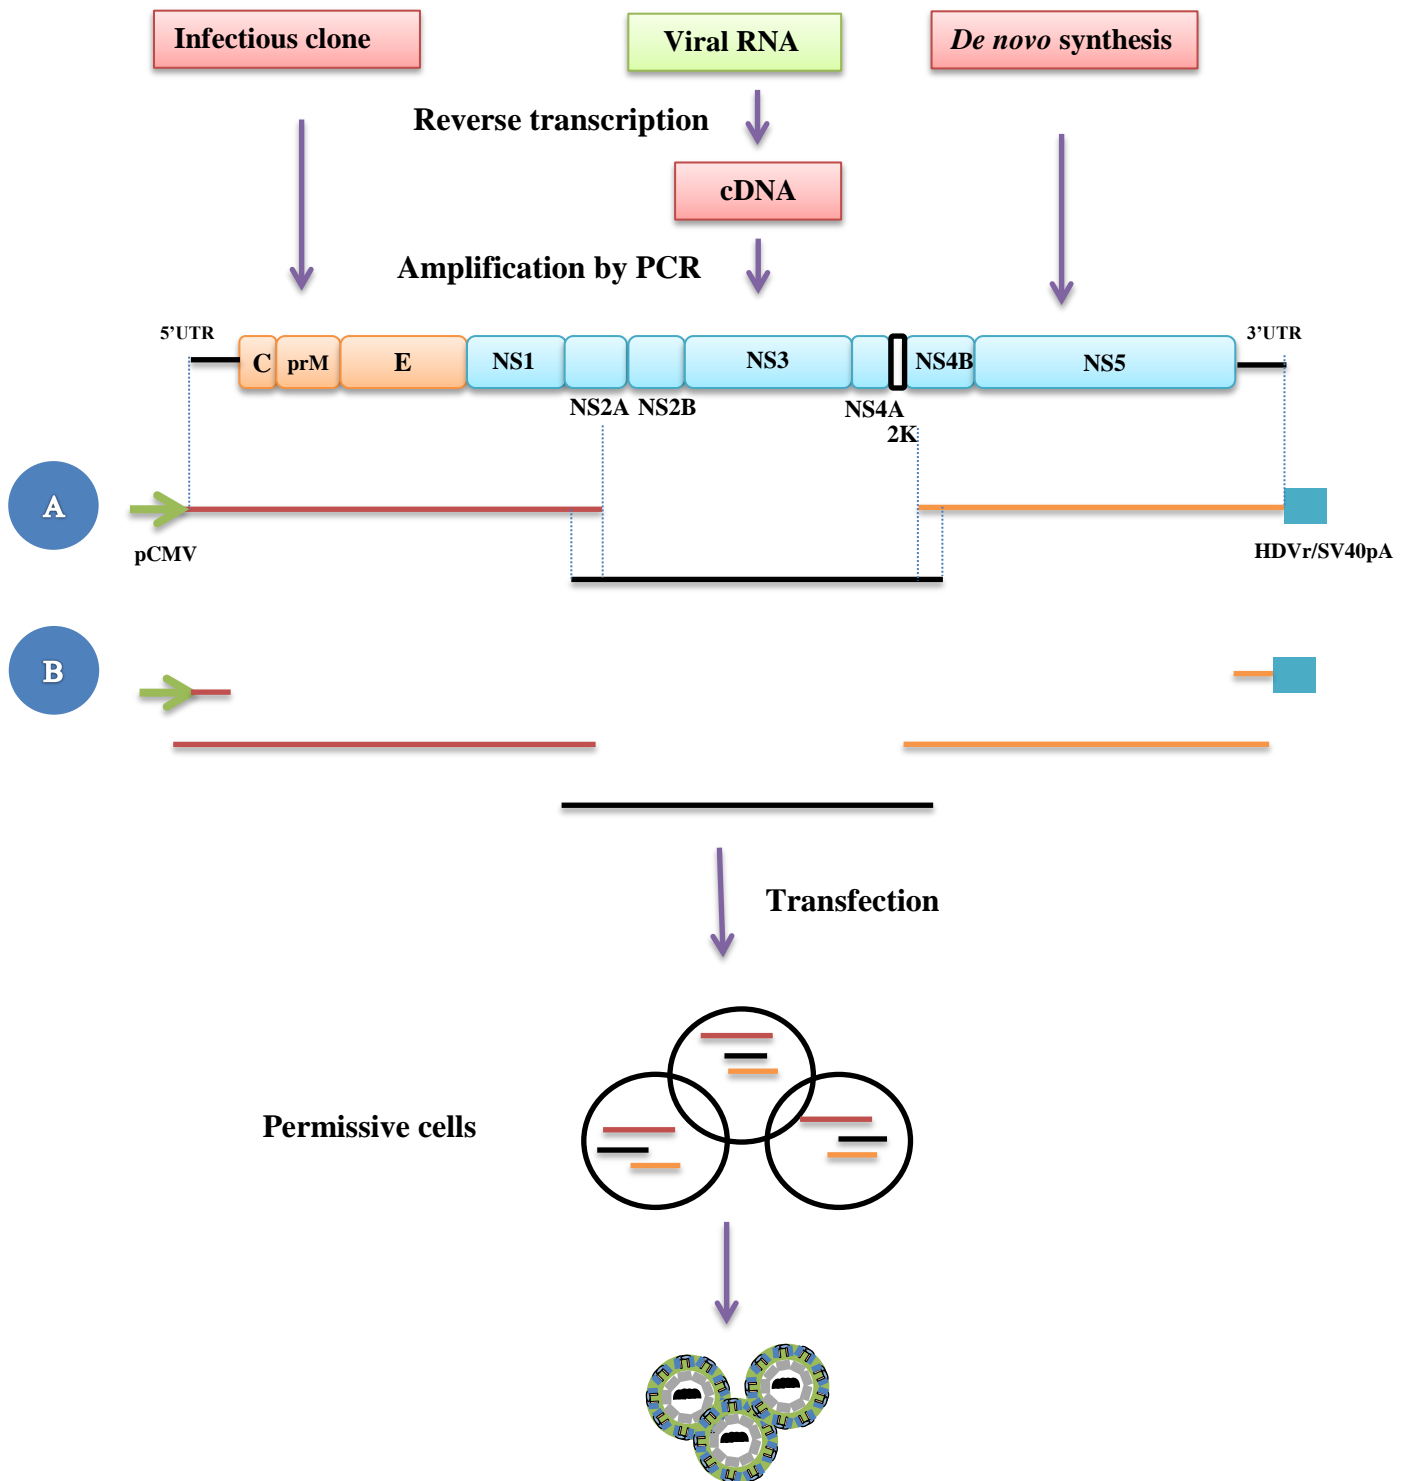 Infectious clone
Viral RNA
De novo synthesis
Reverse transcription
cDNA
Amplification by PCR
5’UTR
3’UTR
C
prM
E
NS1
NS3
NS4B
NS5
NS2A
NS2B
NS4A
2K
A
pCMV
HDVr/SV40pA
B
Transfection
Permissive cells